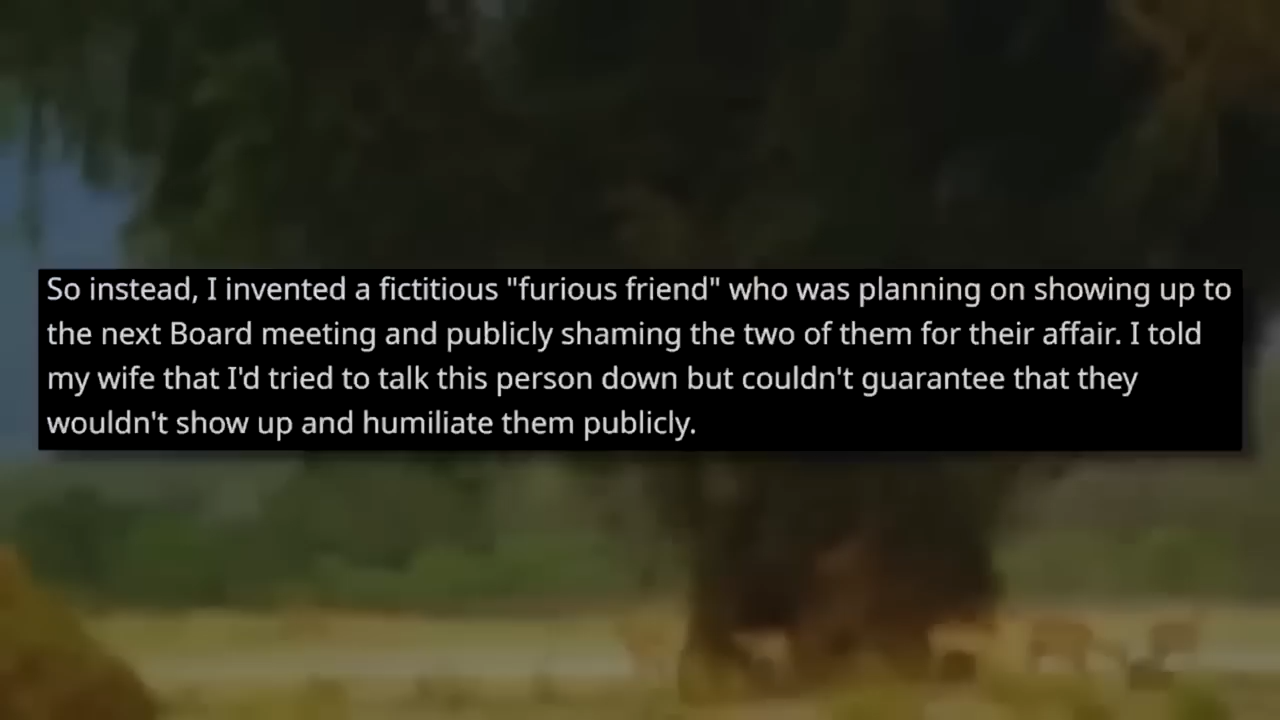 So instead, I invented a fictitious "furious friend" who was planning on showing up to
the next Board meeting and publicly shaming the two of them for their affair. I told
my wife that I'd tried to talk this person down but couldn't guarantee that they
wouldn't show up and humiliate them publicly.